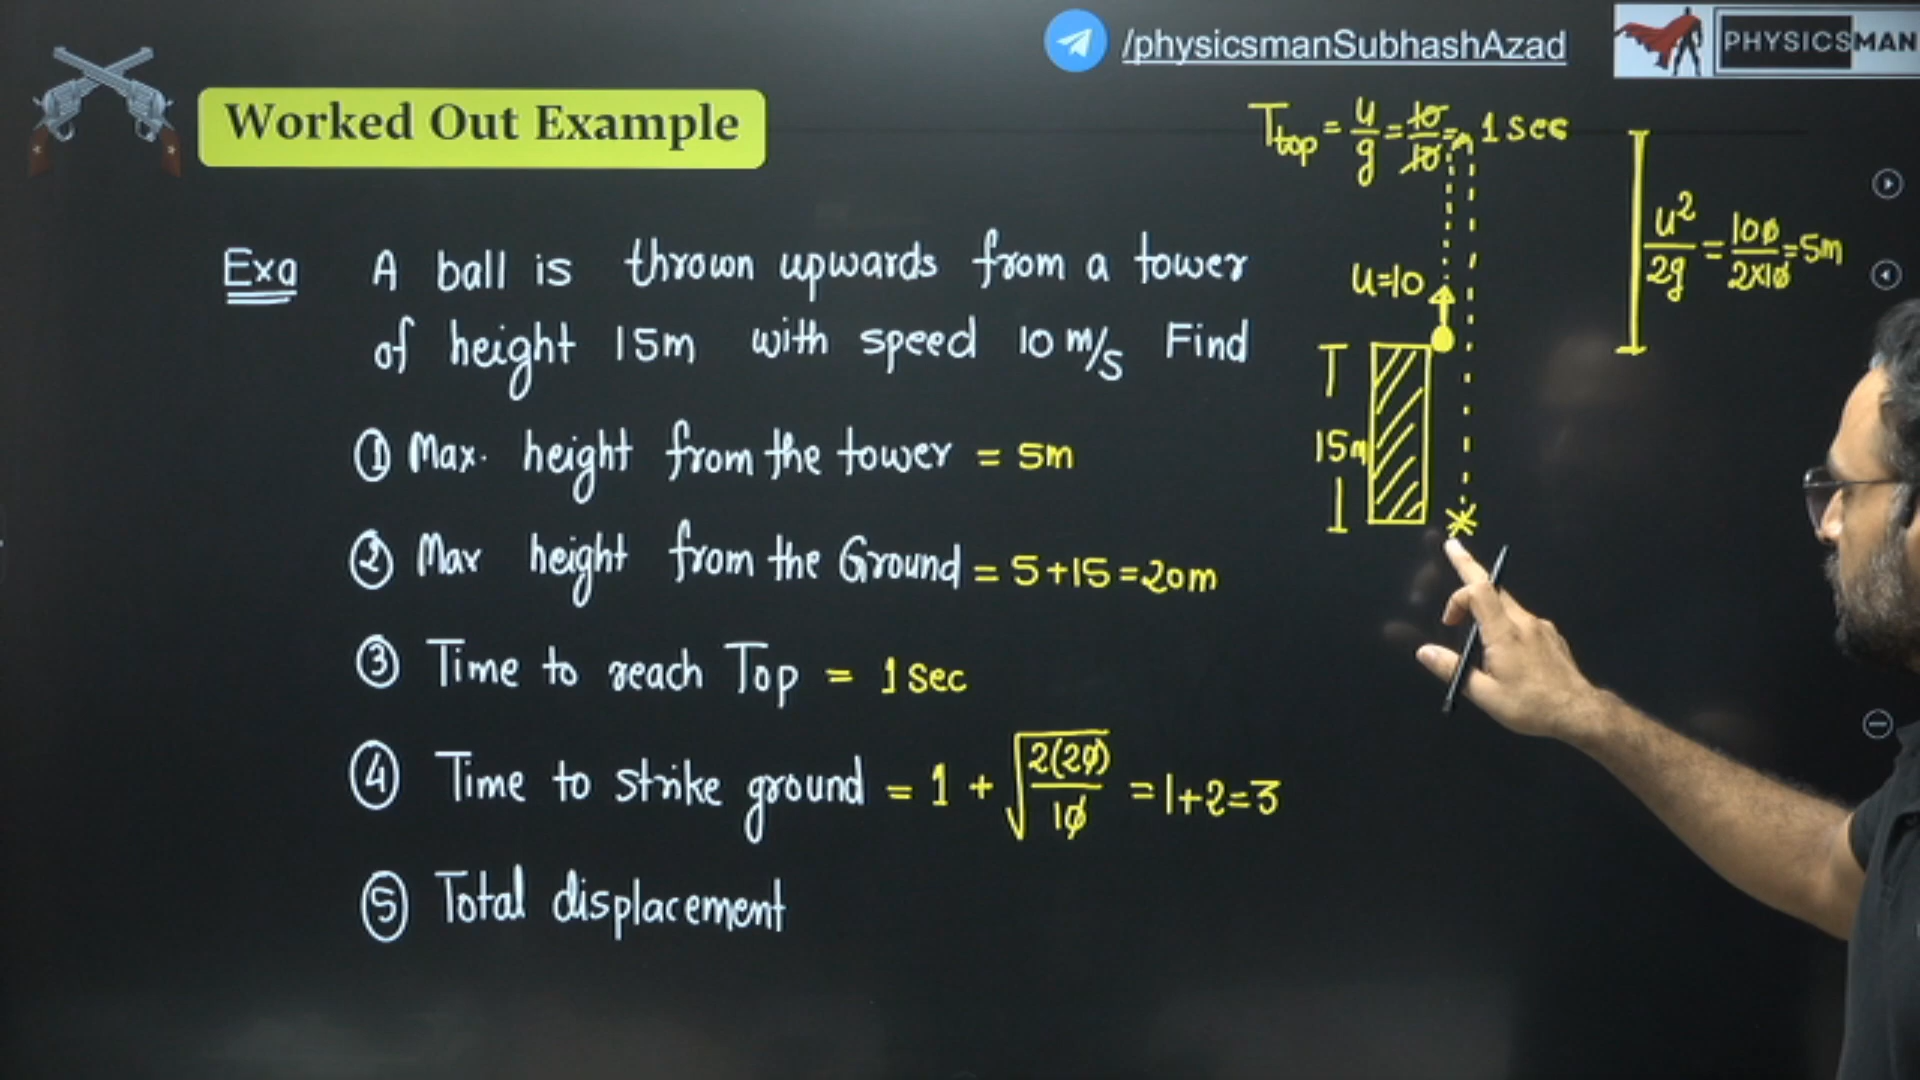 /physicsmanSubhashAzad
PHYSICSMAN
Worked Out Example
T top = u/g = 10/10 = 1 sec
u²/2g = 100/2×10 = 5m
Exa A ball is thrown upwards from a tower
of height 15m with speed 10 m/s Find
u=10
15m
① Max. height from the tower = 5m
② Max height from the Ground = 5+15=20m
③ Time to reach Top = 1 sec
④ Time to strike ground = 1 + √2(20)/10 = 1+2=3
⑤ Total displacement